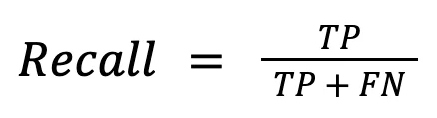 Recall = TP / TP + FN